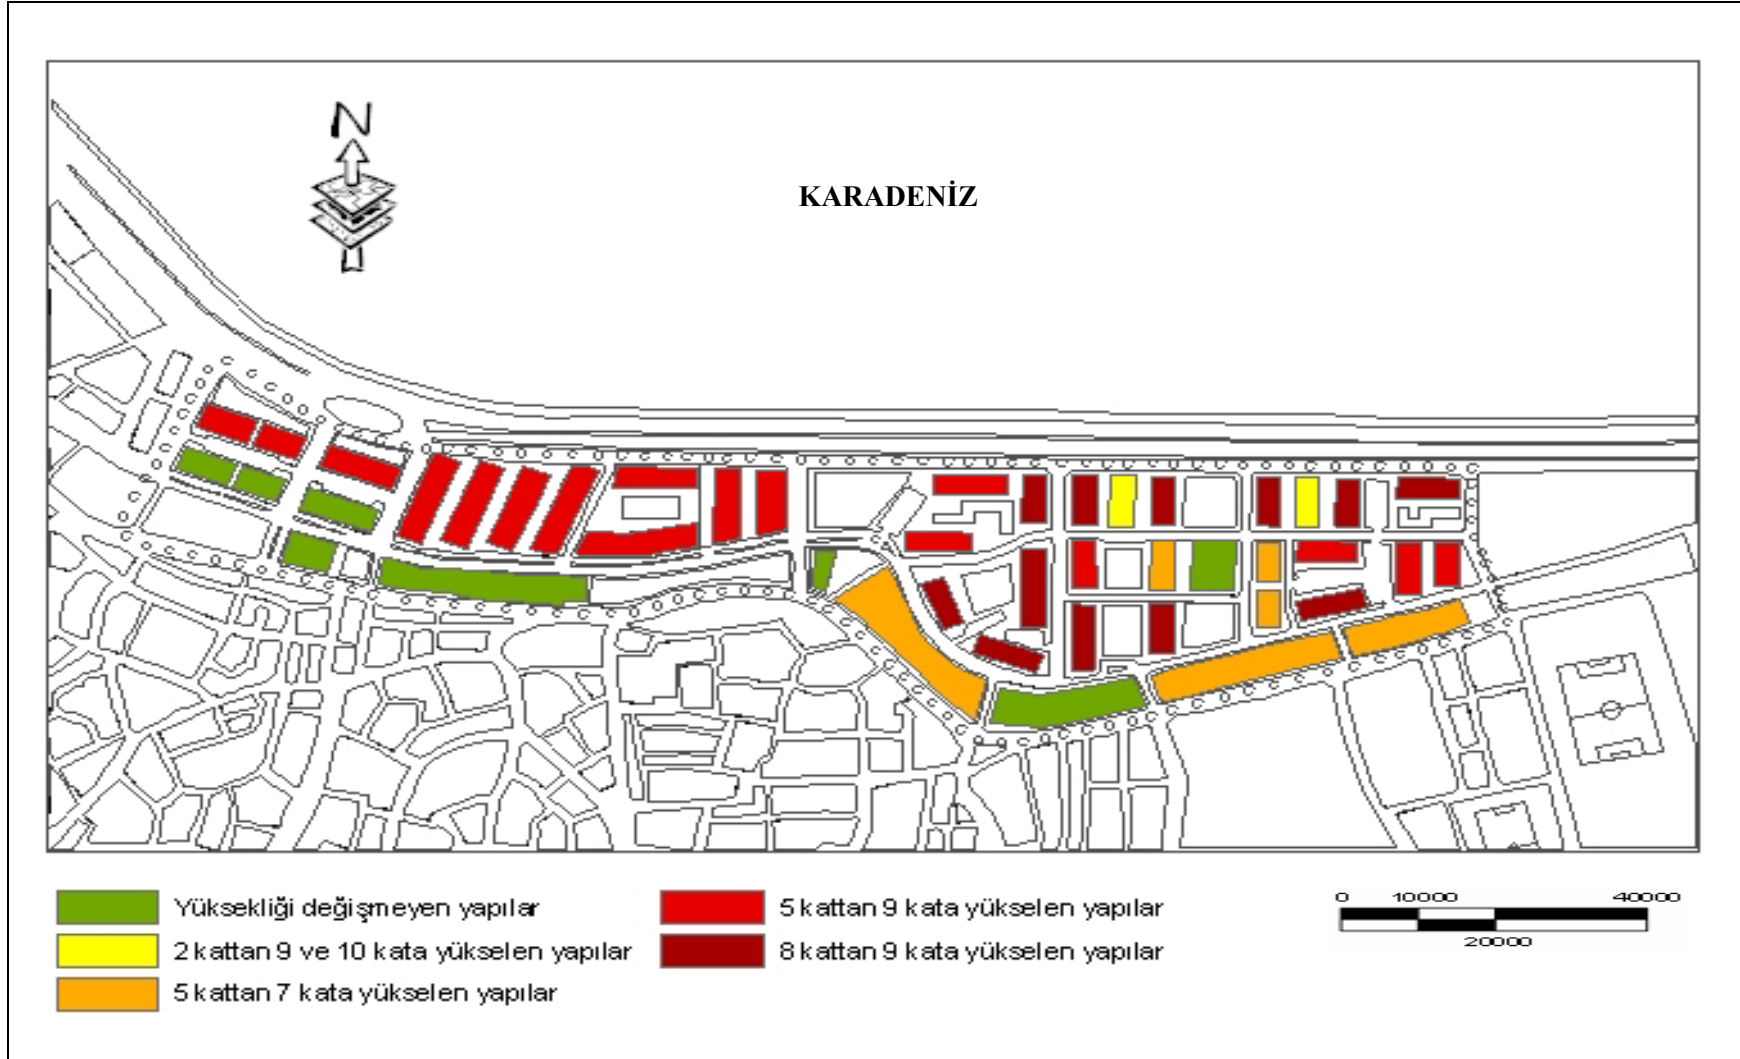 N
KARADENİZ
Yüksekliği değişmeyen yapılar
2 kattan 9 ve 10 kata yükselen yapılar
5 kattan 7 kata yükselen yapılar
5 kattan 9 kata yükselen yapılar
8 kattan 9 kata yükselen yapılar
0 10000 40000
20000